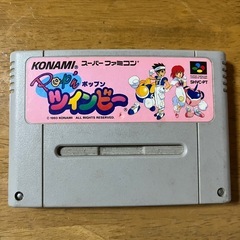 KONAMI スーパーファミコン
Pop'n ポップン
SHVC-PT
ツインビー
© 1993 KONAMI ALL RIGHTS RESERVED.